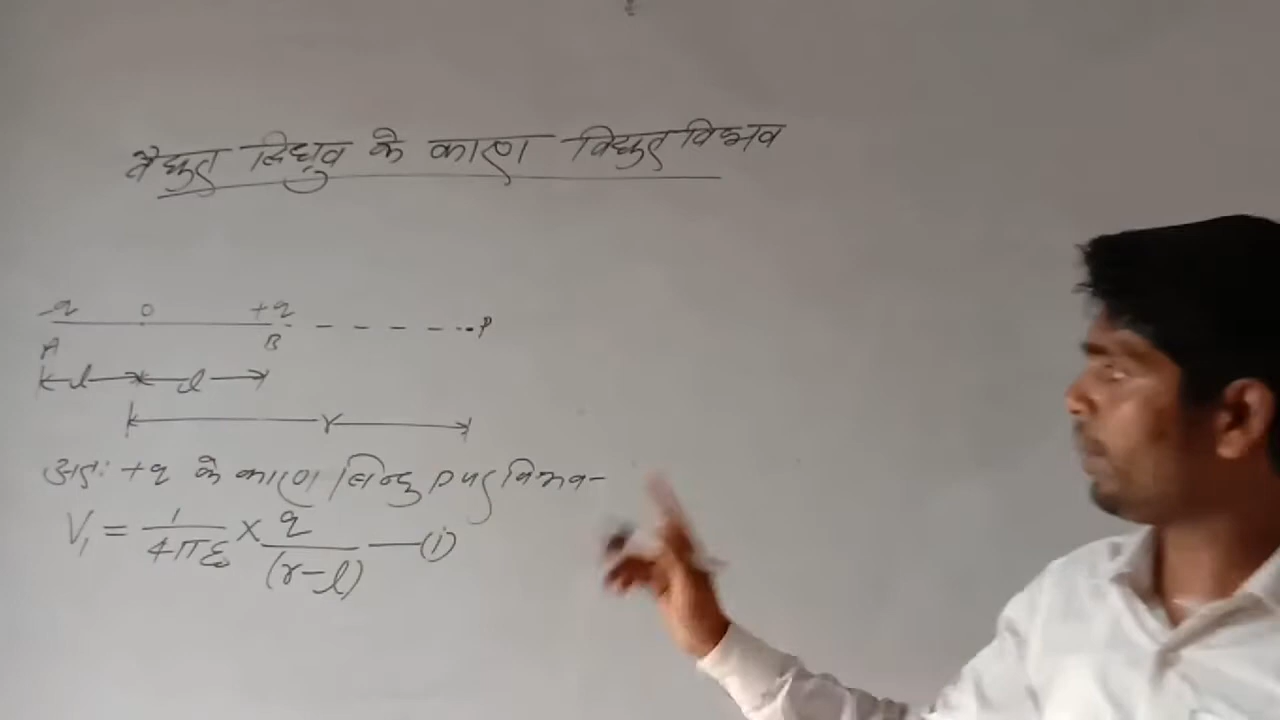 वैद्युत द्विध्रुव के कारण विद्युत विभव
-q O +q
A B P
l l
r
अतः +q के कारण बिन्दु P पर विभव-
V₁ = 1/4πε₀ × q/(r-l) —(i)